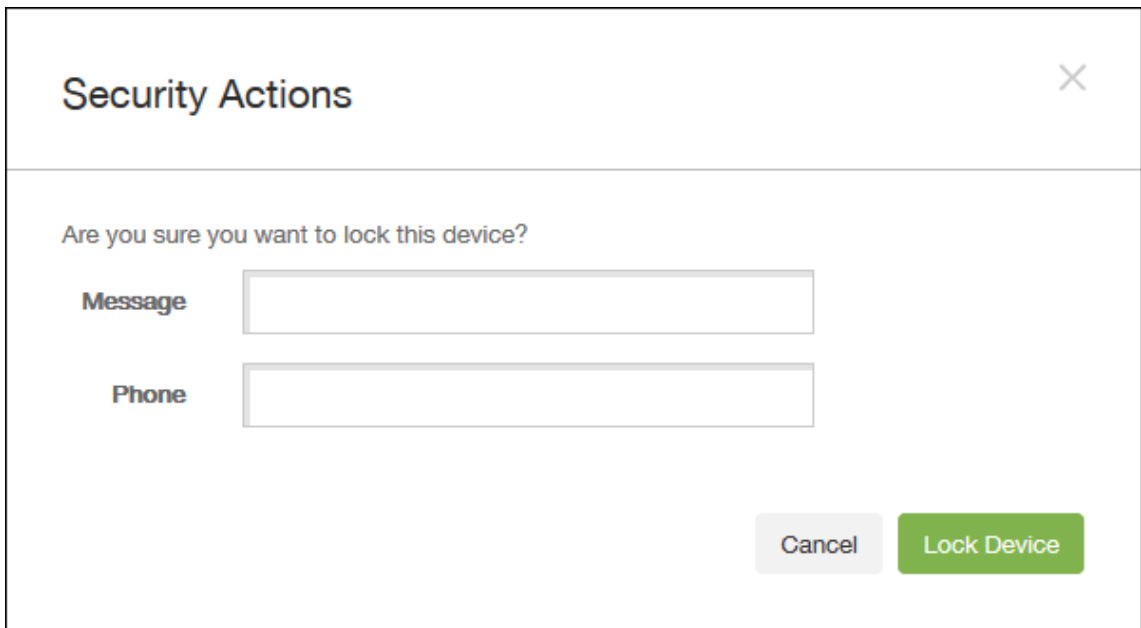 Security Actions
Are you sure you want to lock this device?
Message
Phone
Cancel Lock Device